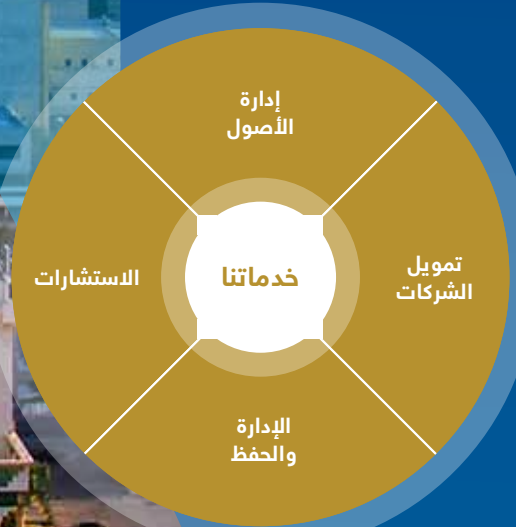 إدارة
الأصول
تمويل
الشركات
خدماتنا
الاستشارات
الإدارة
والحفظ